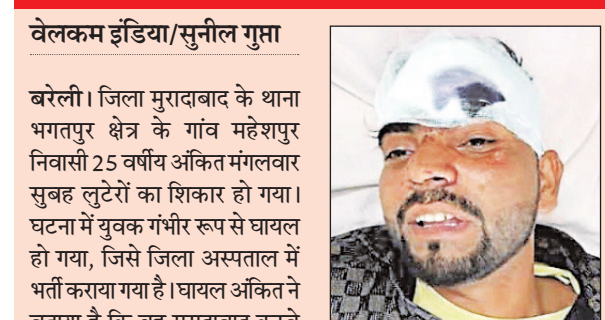 वेलकम इंडिया/सुनील गुप्ता
बरेली। जिला मुरादाबाद के थाना
भगतपुर क्षेत्र के गांव महेशपुर
निवासी 25 वर्षीय अंकित मंगलवार
सुबह लुटेरों का शिकार हो गया।
घटना में युवक गंभीर रूप से घायल
हो गया, जिसे जिला अस्पताल में
भर्ती कराया गया है। घायल अंकित ने